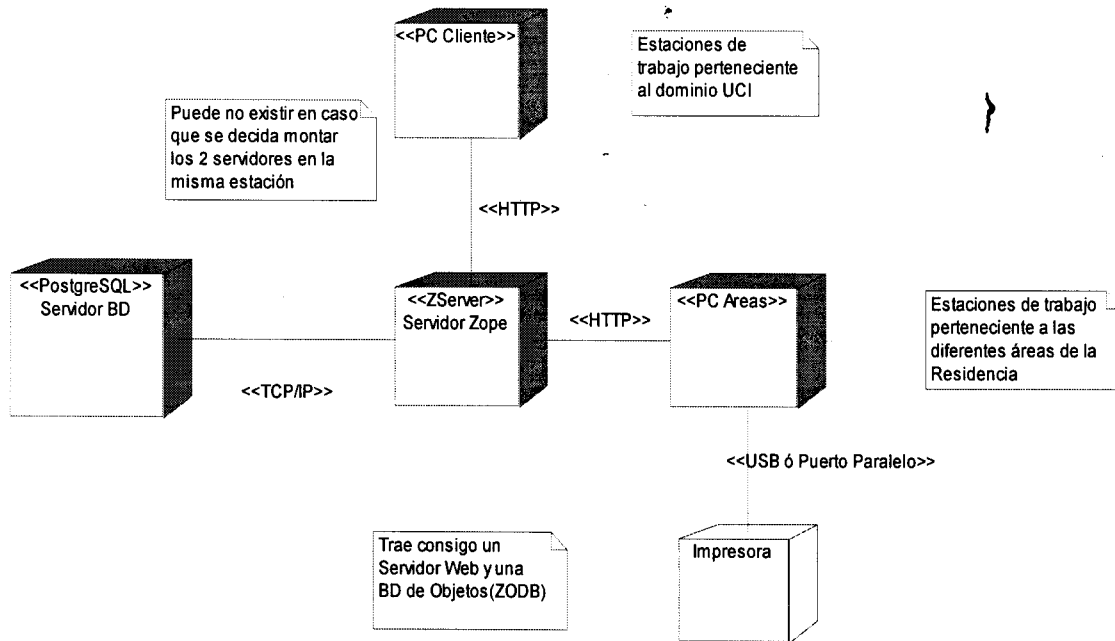 <<PC Cliente>>
Estaciones de
trabajo perteneciente
al dominio UCI
Puede no existir en caso
que se decida montar
los 2 servidores en la
misma estación
<<HTTP>>
<<PostgreSQL>>
Servidor BD
<<ZServer>>
Servidor Zope
<<HTTP>>
<<PC Areas>>
Estaciones de trabajo
perteneciente a las
diferentes áreas de la
Residencia
<<TCP/IP>>
<<USB ó Puerto Paralelo>>
Trae consigo un
Servidor Web y una
BD de Objetos(ZODB)
Impresora